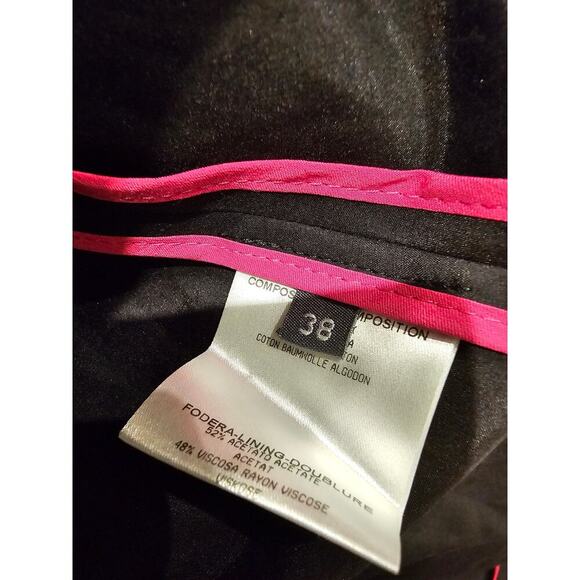 38
COTON BAUMWOLLE ALGODON
FODERA-LINING-DOUBLURE
52% ACETATO ACETATE
ACETAT
48% VISCOSA RAYON VISCOSE
VISKOSE